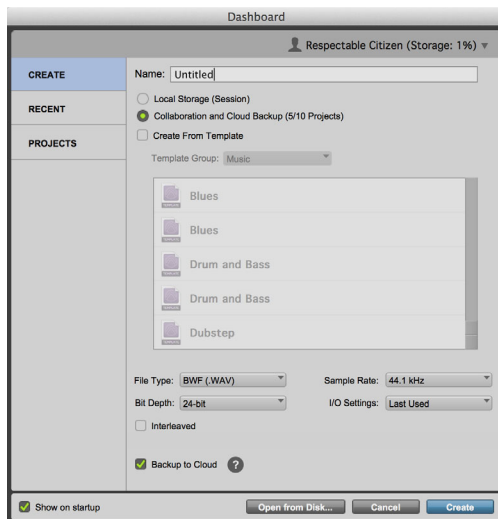 Dashboard
Respectable Citizen (Storage: 1%)
CREATE
RECENT
PROJECTS
Name: Untitled
Local Storage (Session)
Collaboration and Cloud Backup (5/10 Projects)
Create From Template
Template Group: Music
Blues
Blues
Drum and Bass
Drum and Bass
Dubstep
File Type: BWF (.WAV) Sample Rate: 44.1 kHz
Bit Depth: 24-bit I/O Settings: Last Used
Interleaved
Backup to Cloud ?
Show on startup Open from Disk... Cancel Create